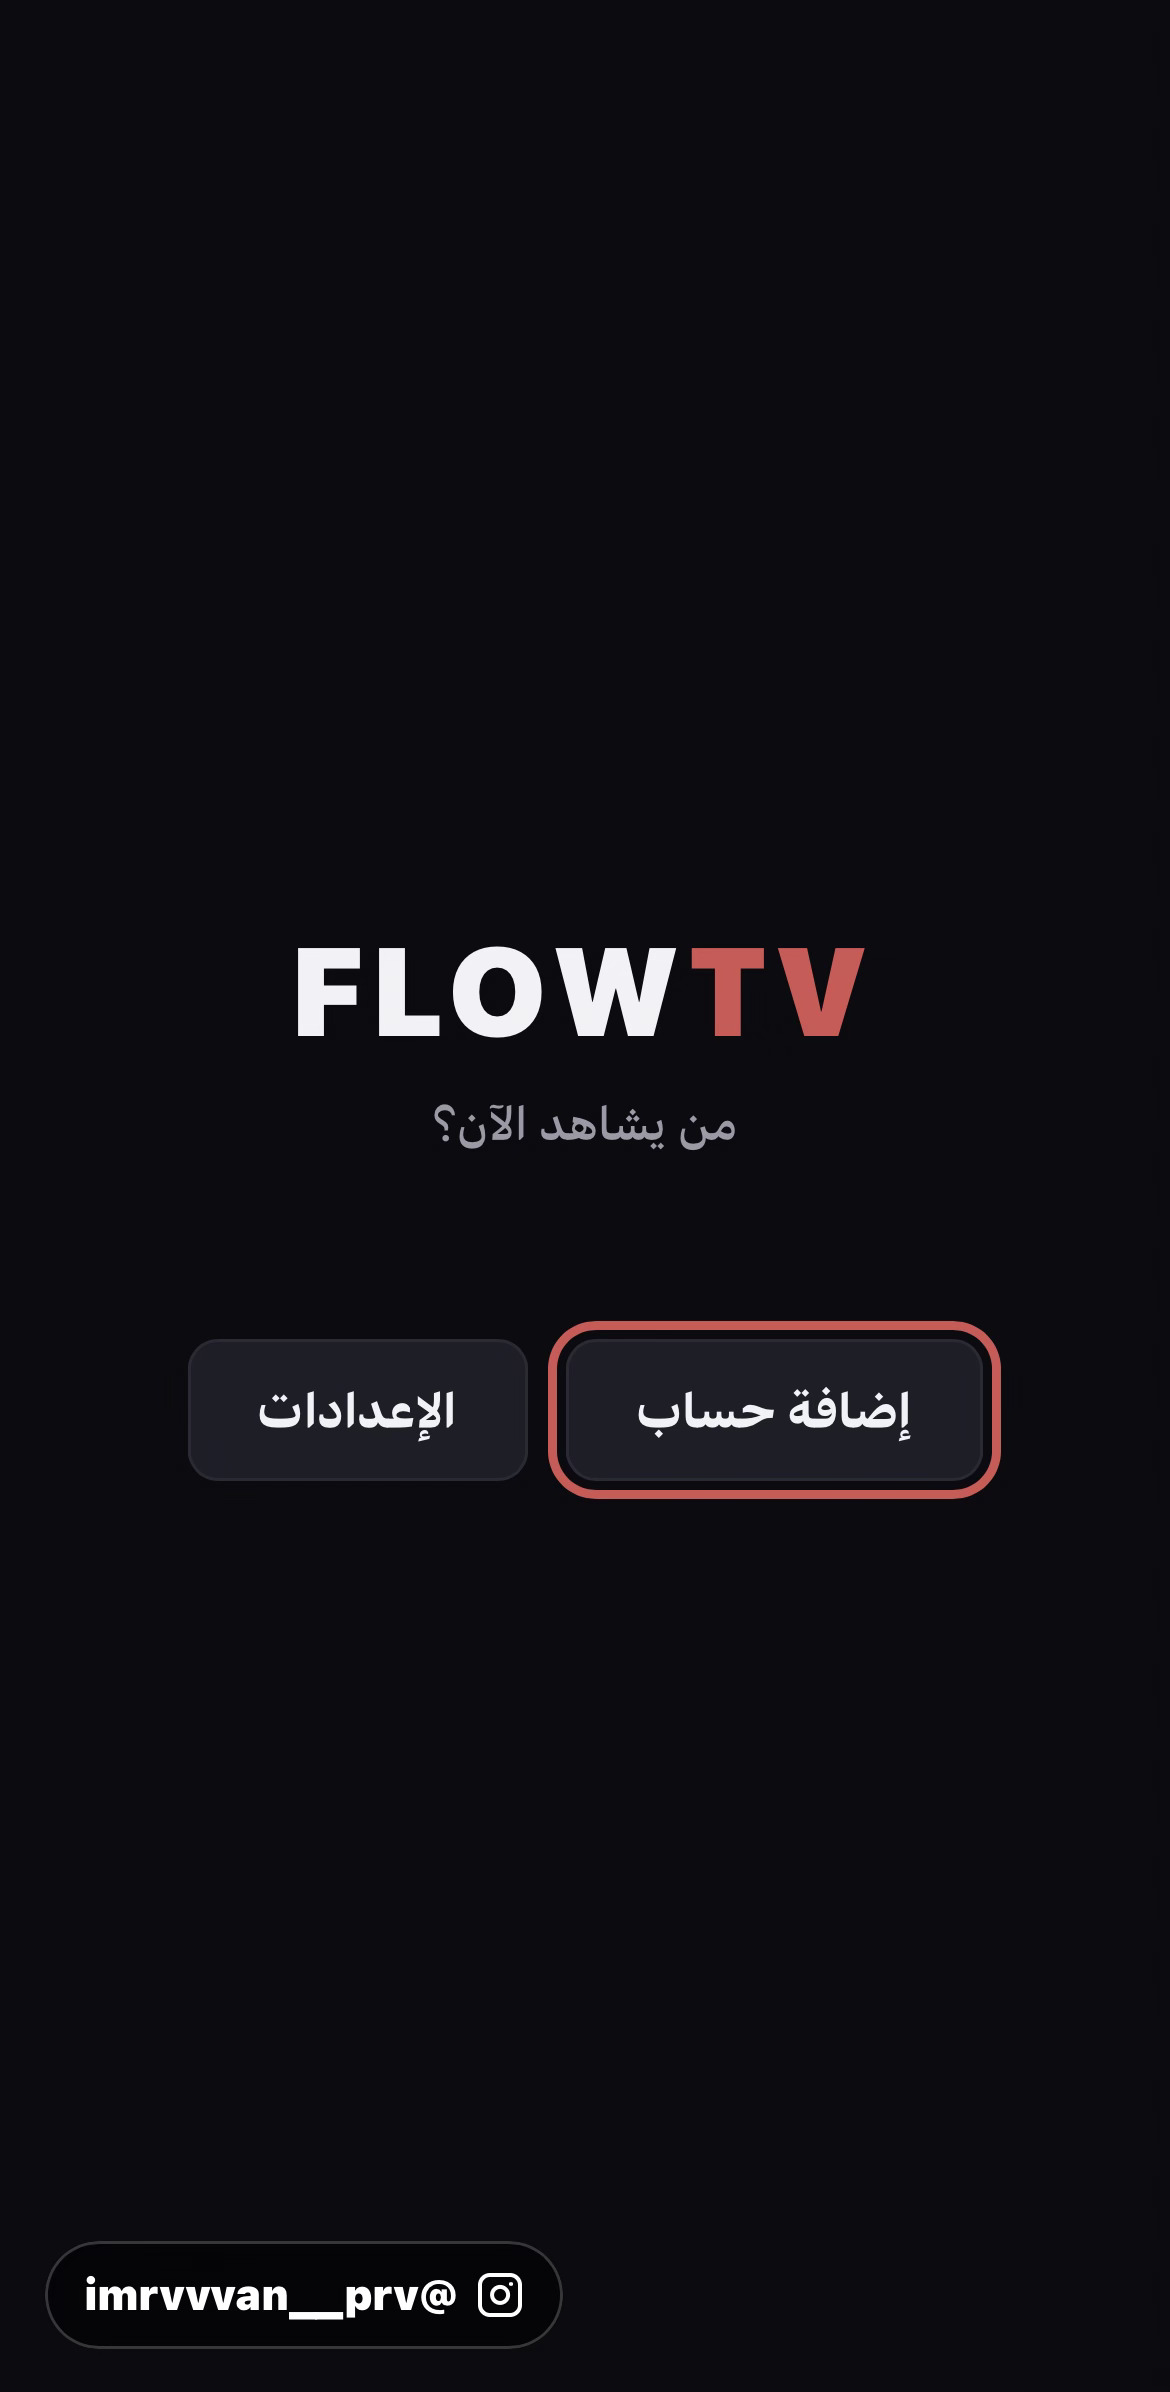 FLOWTV
من يشاهد الآن؟
إضافة حساب
الإعدادات
imrvvvan__prv@